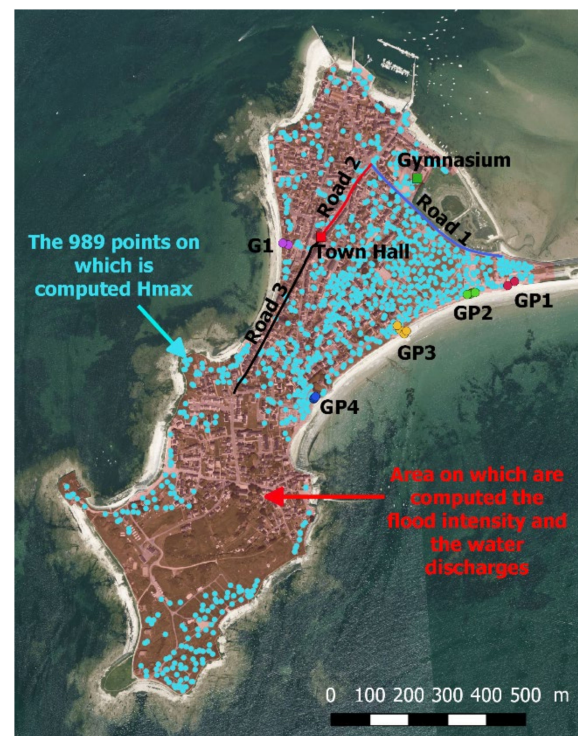 Gymnasium
Road 2
Road 1
G1
Town Hall
The 989 points on
which is
computed Hmax
Road 3
GP1
GP2
GP3
GP4
Area on which are
computed the
flood intensity and
the water
discharges
0 100 200 300 400 500 m